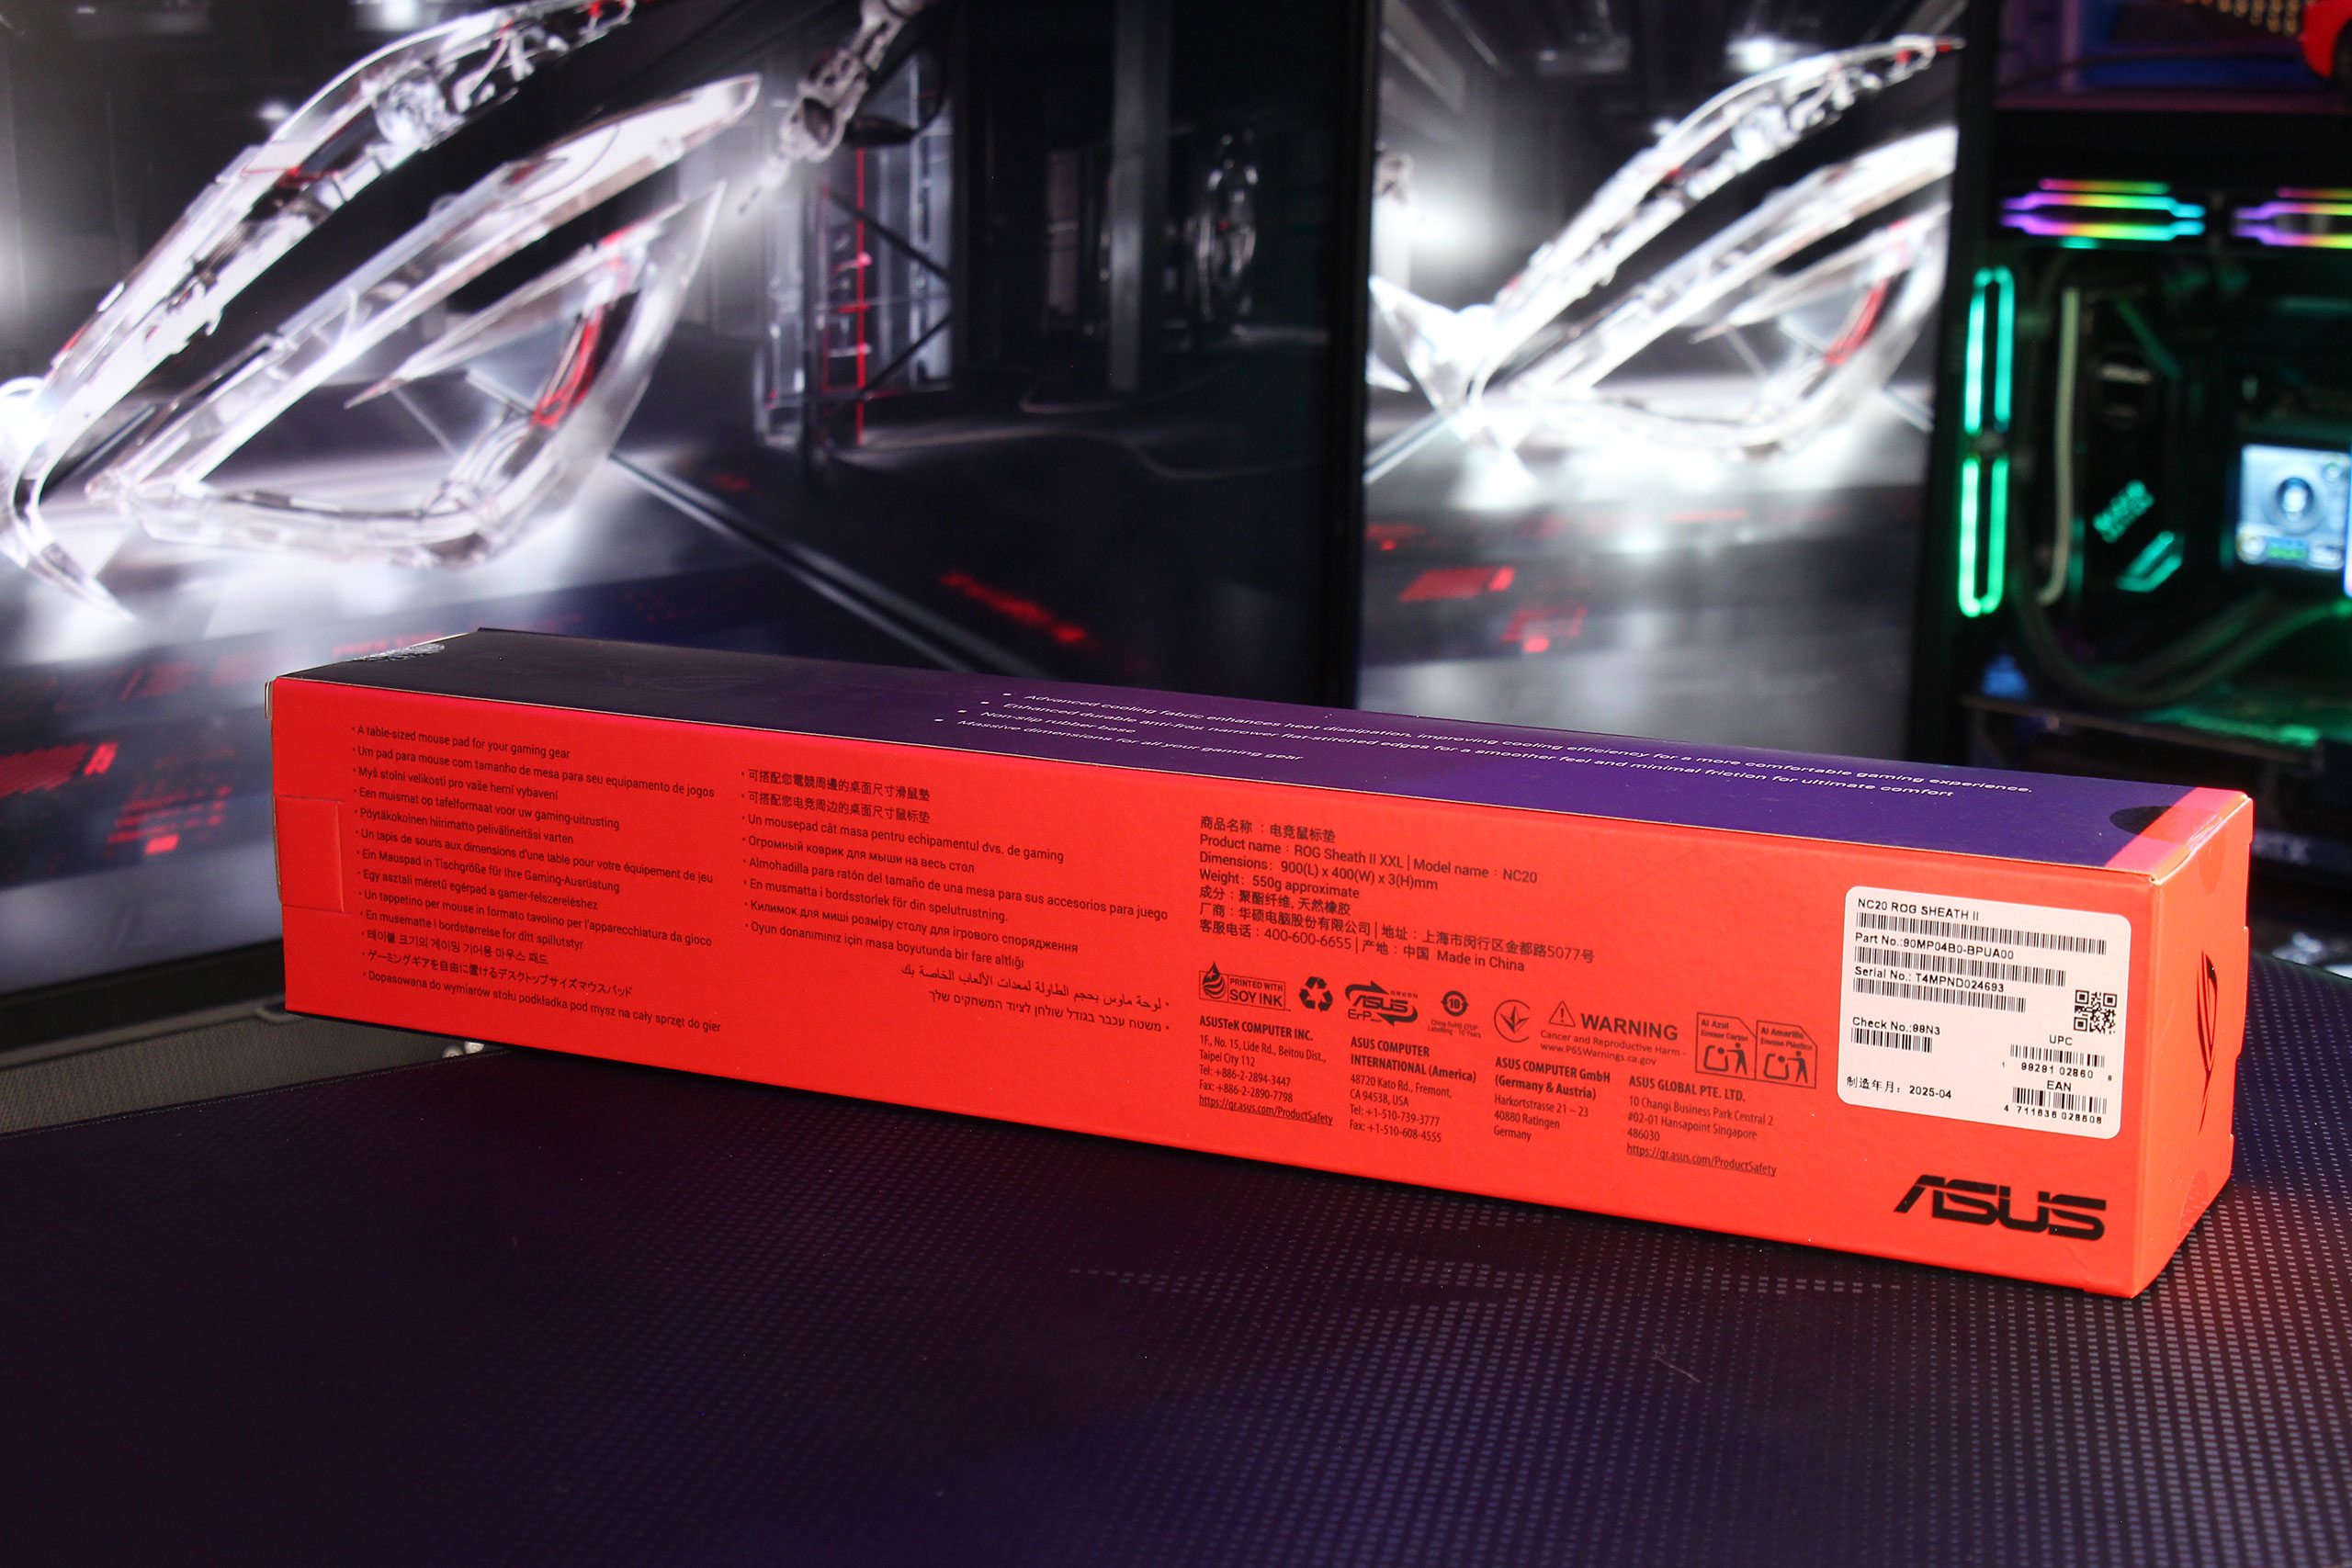 Advanced cooling fabric enhances heat dissipation, improving cooling efficiency for a more comfortable gaming experience.
Enhanced durable anti-fray, narrower flat-stitched edges for a smoother feel and minimal friction for ultimate comfort
Non-slip rubber base
Massive dimensions for all your gaming gear
• A table-sized mouse pad for your gaming gear
• Um pad para mouse com tamanho de mesa para seu equipamento de jogos
• Myš stolní velikosti pro vaše herní vybavení
• Een muismat op tafelformaat voor uw gaming-uitrusting
• Pöytäkokoinen hiirimatto pelivälineitäsi varten
• Un tapis de souris aux dimensions d'une table pour votre équipement de jeu
• Ein Mauspad in Tischgröße für Ihre Gaming-Ausrüstung
• Egy asztali méretű egérpad a gamer-felszereléshez
• Un tappetino per mouse in formato tavolino per l'apparecchiatura da gioco
• En musematte i bordstørrelse for ditt spillutstyr
• 테이블 크기의 게이밍 기어용 마우스 패드
• ゲーミングギアを自由に置けるデスクトップサイズマウスパッド
• Dopasowana do wymiarów stołu podkładka pod mysz na cały sprzęt do gier
• 可搭配您電競周邊的桌面尺寸滑鼠墊
• 可搭配您电竞周边的桌面尺寸鼠标垫
• Un mousepad cât masa pentru echipamentul dvs. de gaming
• Огромный коврик для мыши на весь стол
• Almohadilla para ratón del tamaño de una mesa para sus accesorios para juego
• En musmatta i bordsstorlek för din spelutrustning.
• Килимок для миші розміру столу для ігрового спорядження
• Oyun donanımınız için masa boyutunda bir fare altlığı
• لوحة ماوس بحجم الطاولة لمعدات الألعاب الخاصة بك
• משטח עכבר בגודל שולחן לציוד המשחקים שלך
商品名称：电竞鼠标垫
Product name：ROG Sheath II XXL | Model name：NC20
Dimensions：900(L) x 400(W) x 3(H)mm
Weight：550g approximate
成分：聚酯纤维, 天然橡胶
厂商：华硕电脑股份有限公司 | 地址：上海市闵行区金都路5077号
客服电话：400-600-6655 | 产地：中国 Made in China
PRINTED WITH
SOY INK
ASUS
ErP
10
China RoHS EFUP
Labelling - 10 Years
WARNING
Cancer and Reproductive Harm -
www.P65Warnings.ca.gov
Al Azul
Envase Cartón
Al Amarillo
Envase Plástico
ASUSTeK COMPUTER INC.
1F., No. 15, Lide Rd., Beitou Dist.,
Taipei City 112
Tel: +886-2-2894-3447
Fax: +886-2-2890-7798
https://qr.asus.com/ProductSafety
ASUS COMPUTER
INTERNATIONAL (America)
48720 Kato Rd., Fremont,
CA 94538, USA
Tel: +1-510-739-3777
Fax: +1-510-608-4555
ASUS COMPUTER GmbH
(Germany & Austria)
Harkortstrasse 21 – 23
40880 Ratingen
Germany
ASUS GLOBAL PTE. LTD.
10 Changi Business Park Central 2
#02-01 Hansapoint Singapore
486030
https://qr.asus.com/ProductSafety
NC20 ROG SHEATH II
Part No.:90MP04B0-BPUA00
Serial No.: T4MPND024693
Check No.:99N3
UPC
1 99291 02860
EAN
4 711636 028608
制造年月：2025-04
ASUS